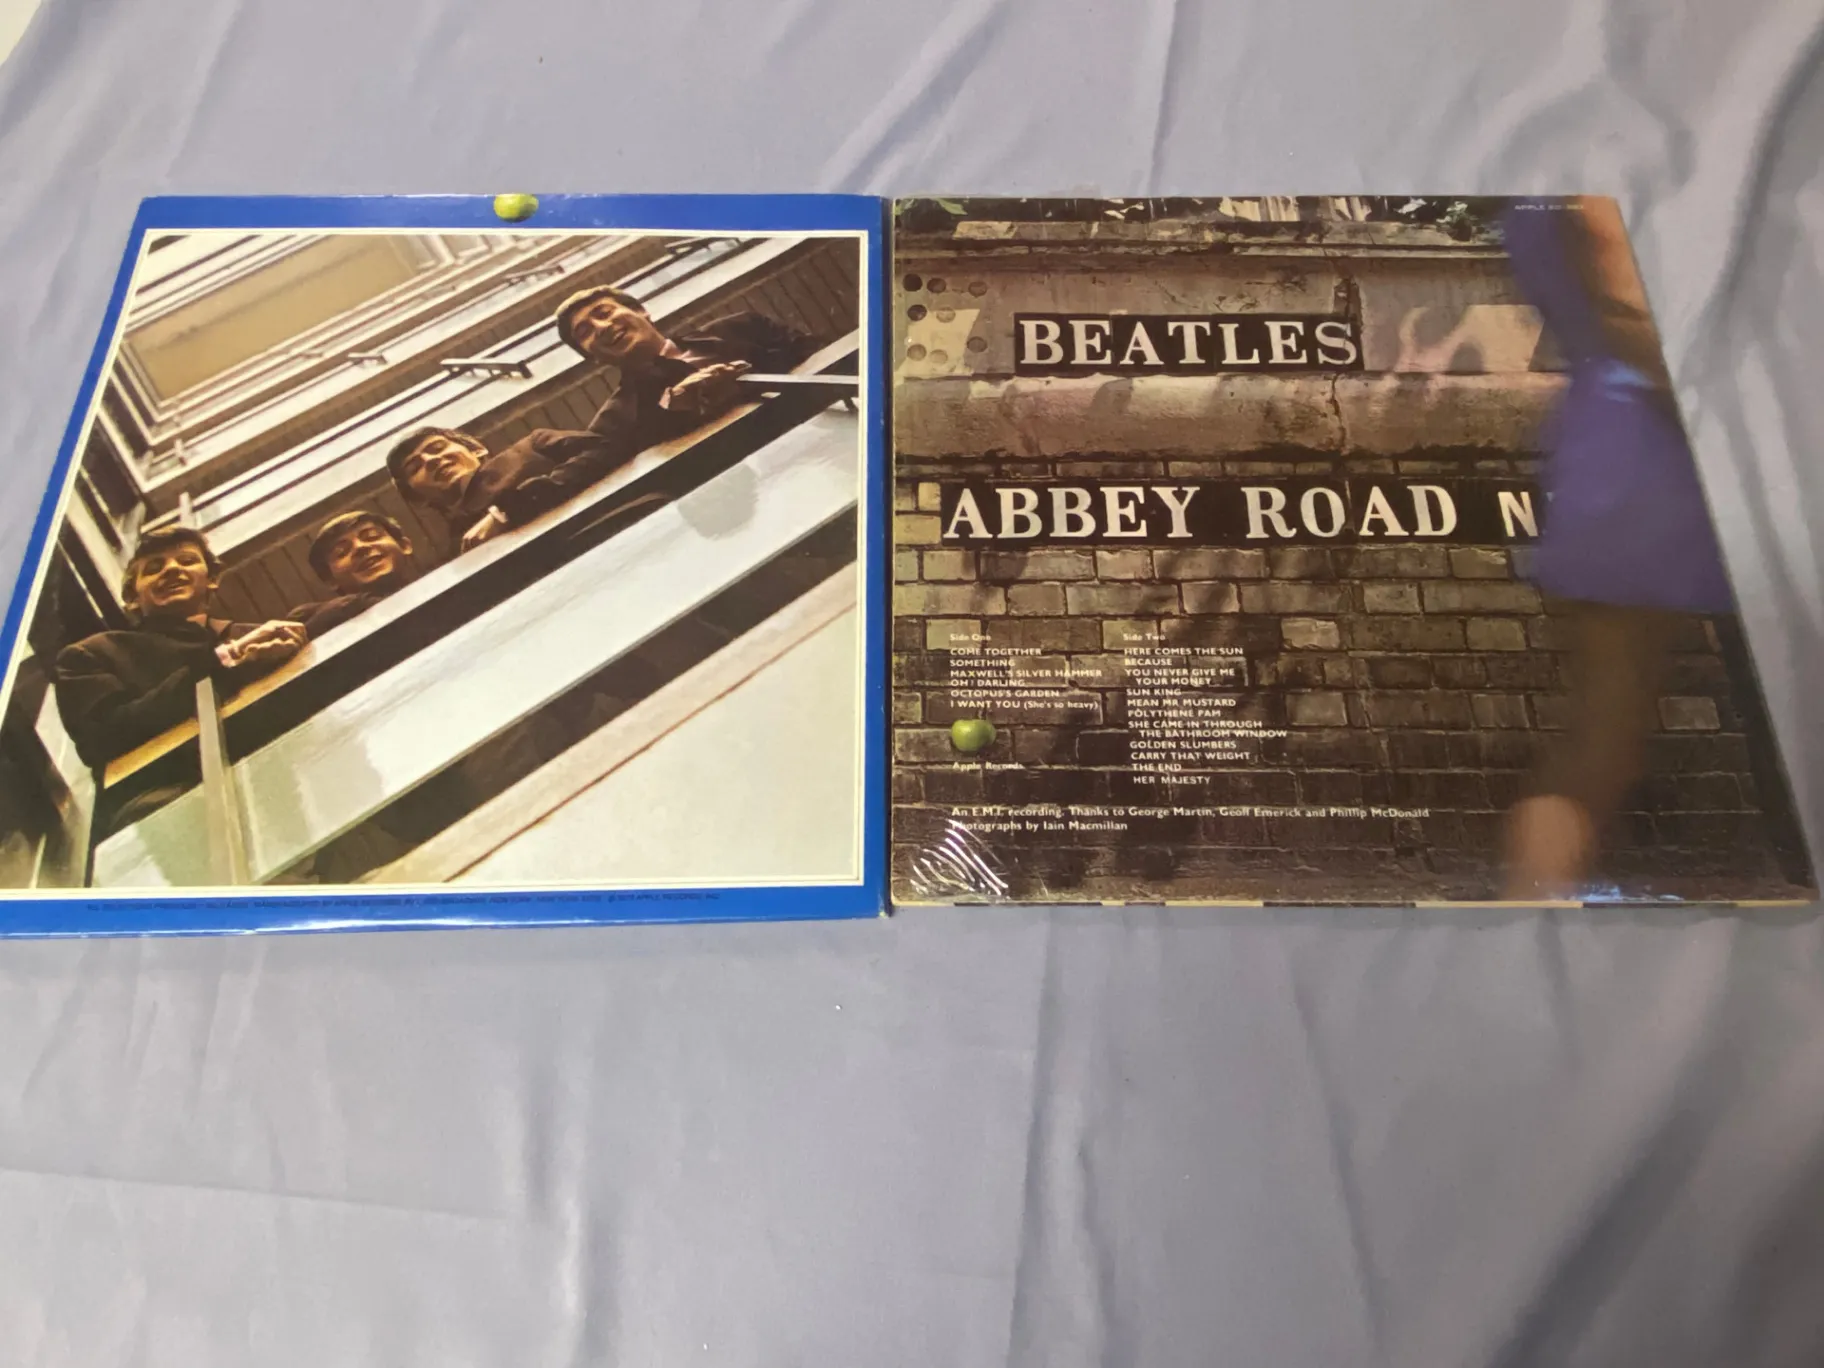 BEATLES
ABBEY ROAD N
Side One
COME TOGETHER
SOMETHING
MAXWELL'S SILVER HAMMER
OH! DARLING
OCTOPUS'S GARDEN
I WANT YOU (She's so heavy)
Apple Records
Side Two
HERE COMES THE SUN
BECAUSE
YOU NEVER GIVE ME
YOUR MONEY
SUN KING
MEAN MR MUSTARD
POLYTHENE PAM
SHE CAME IN THROUGH
THE BATHROOM WINDOW
GOLDEN SLUMBERS
CARRY THAT WEIGHT
THE END
HER MAJESTY
An E.M.I. recording. Thanks to George Martin, Geoff Emerick and Phillip McDonald
Photographs by Iain Macmillan